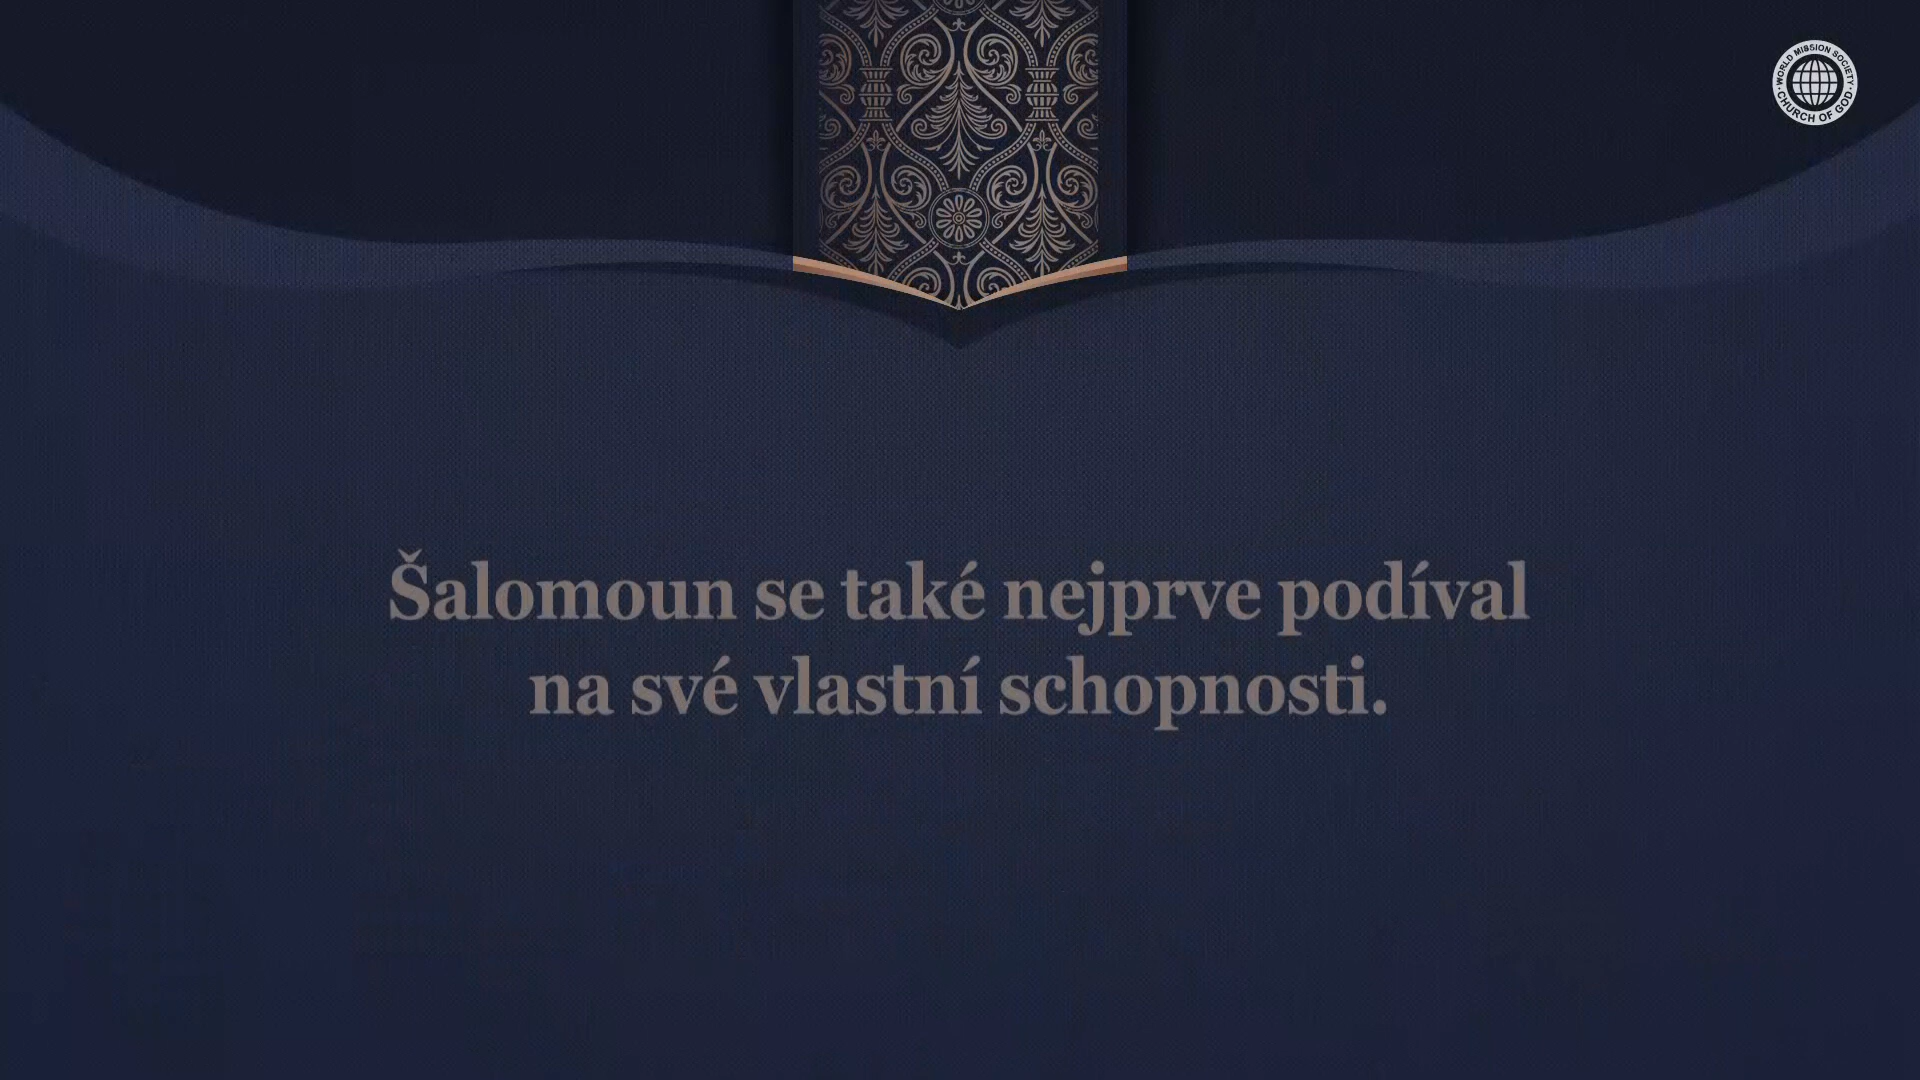 WORLD MISSION SOCIETY
CHURCH OF GOD
Šalomoun se také nejprve podíval
na své vlastní schopnosti.